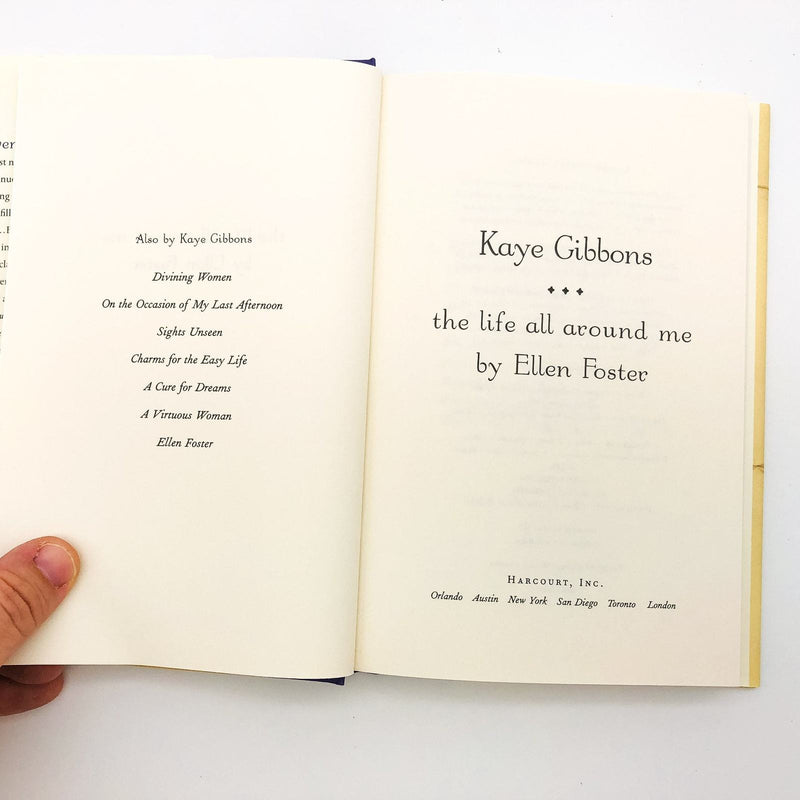 Also by Kaye Gibbons
Divining Women
On the Occasion of My Last Afternoon
Sights Unseen
Charms for the Easy Life
A Cure for Dreams
A Virtuous Woman
Ellen Foster
Kaye Gibbons
the life all around me
by Ellen Foster
Harcourt, Inc.
Orlando Austin New York San Diego Toronto London